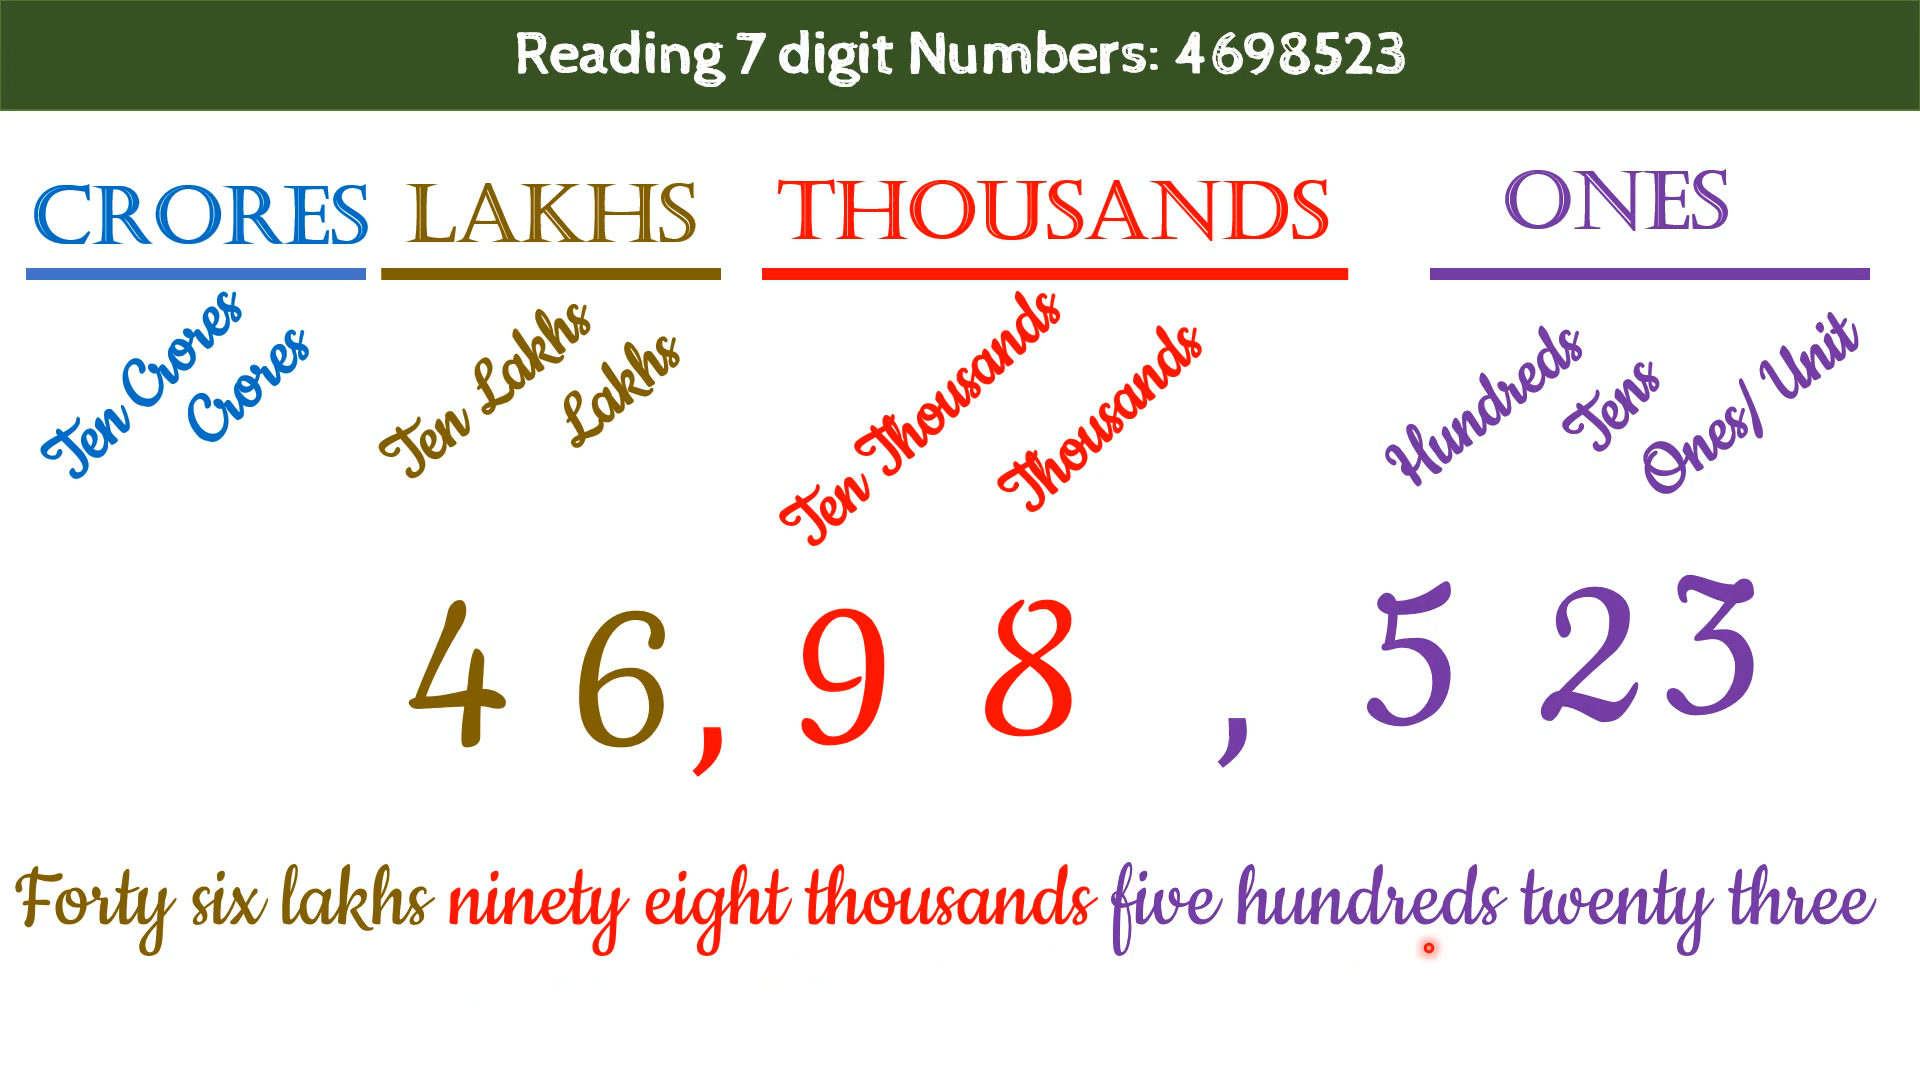 Reading 7 digit Numbers: 4698523
CRORES LAKHS THOUSANDS ONES
Ten Crores Crores Ten Lakhs Lakhs Ten Thousands Thousands Hundreds Tens Ones/ Unit
4 6 , 9 8 , 5 2 3
Forty six lakhs ninety eight thousands five hundreds twenty three